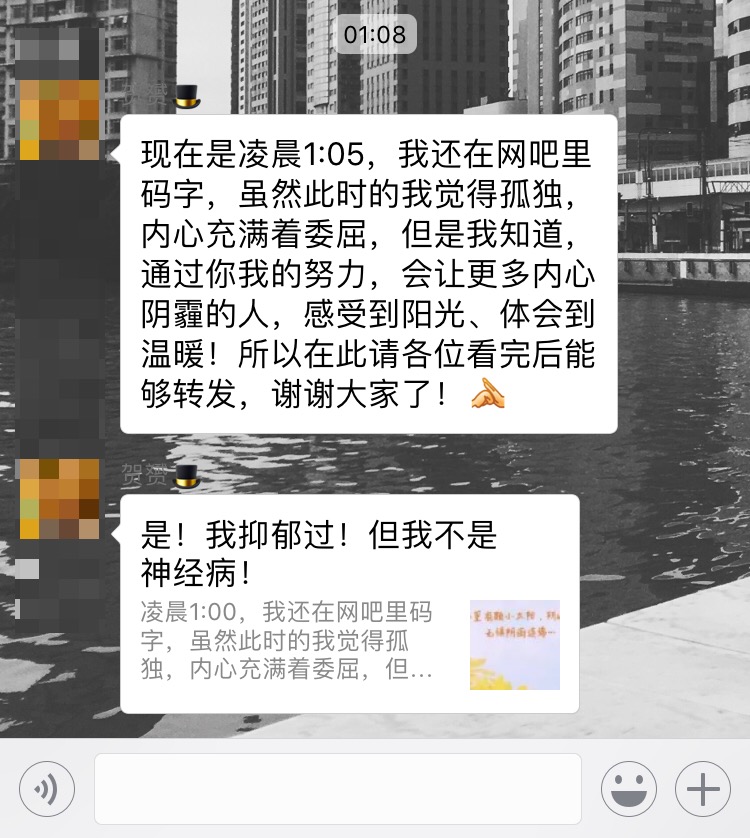 01:08
现在是凌晨1:05，我还在网吧里
码字，虽然此时的我觉得孤独，
内心充满着委屈，但是我知道，
通过你我的努力，会让更多内心
阴霾的人，感受到阳光、体会到
温暖！所以在此请各位看完后能
够转发，谢谢大家了！
贺赟
是！我抑郁过！但我不是
神经病！
凌晨1:00，我还在网吧里码
字，虽然此时的我觉得孤
独，内心充满着委屈，但...